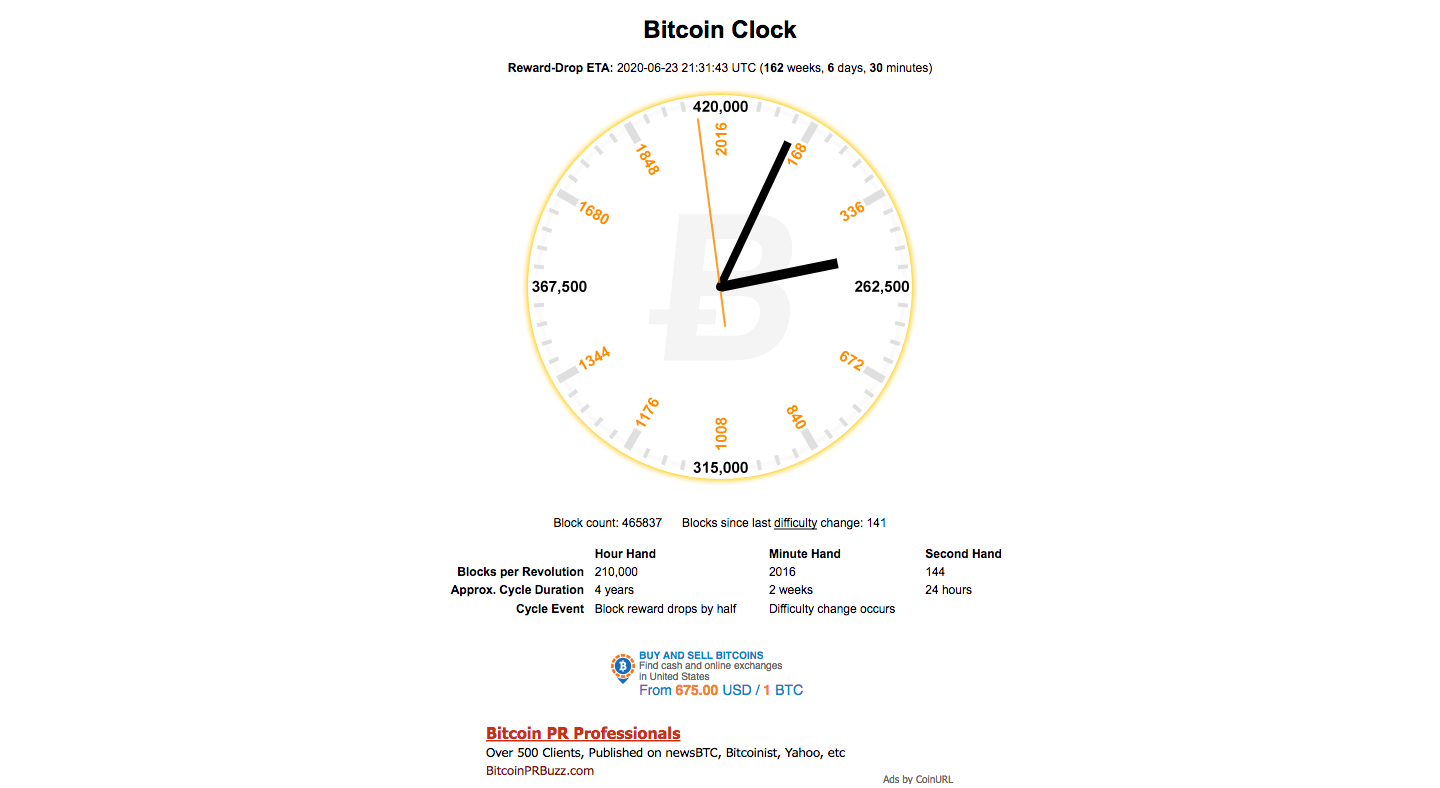 Bitcoin Clock
Reward-Drop ETA: 2020-06-23 21:31:43 UTC (162 weeks, 6 days, 30 minutes)
420,000
2016
168
336
262,500
672
840
1008
315,000
1176
1344
367,500
1680
1848
Block count: 465837 Blocks since last difficulty change: 141
Hour Hand Minute Hand Second Hand
Blocks per Revolution 210,000 2016 144
Approx. Cycle Duration 4 years 2 weeks 24 hours
Cycle Event Block reward drops by half Difficulty change occurs
BUY AND SELL BITCOINS
Find cash and online exchanges
in United States
From 675.00 USD / 1 BTC
Bitcoin PR Professionals
Over 500 Clients, Published on newsBTC, Bitcoinist, Yahoo, etc
BitcoinPRBuzz.com
Ads by CoinURL